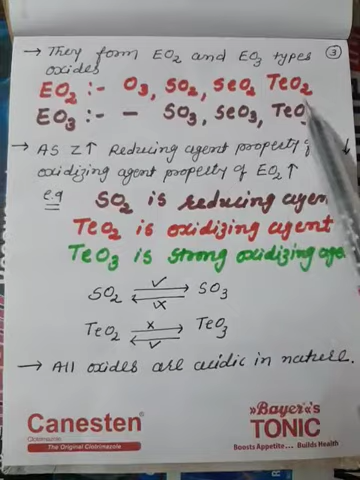 → They form EO2 and EO3 types ③
oxides
EO2 :- O3, SO2, SeO2 TeO2
EO3 :- - SO3, SeO3, TeO
→ AS Z↑ Reducing agent property of ↓
oxidizing agent property of EO2 ↑
e.g SO2 is reducing agen
TeO2 is oxidizing agent
TeO3 is strong oxidizing age
SO2 ✓ ⇌ x SO3
TeO2 x ⇌ ✓ TeO3
→ All oxides are acidic in nature.
Canesten®
Clotrimazole
The Original Clotrimazole
»Bayer's
TONIC
Boosts Appetite... Builds Health